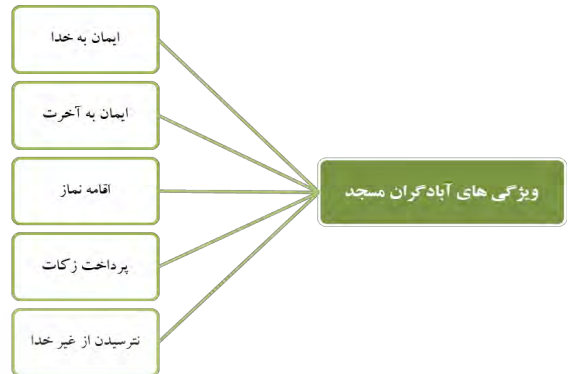 ویژگی های آبادگران مسجد
ایمان به خدا
ایمان به آخرت
اقامه نماز
پرداخت زکات
نترسیدن از غیر خدا